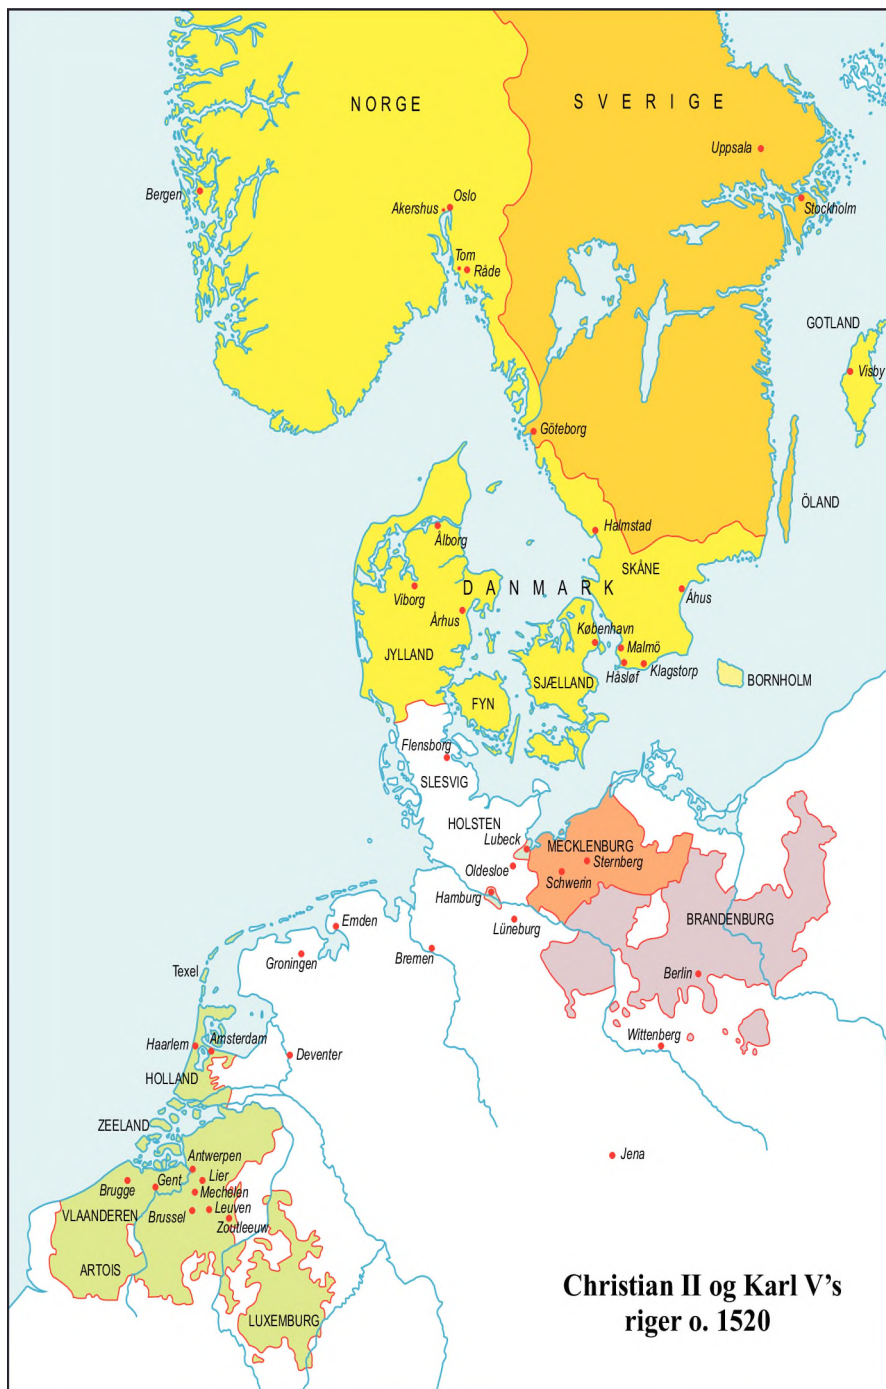 NORGE
SVERIGE
Uppsala
Bergen
Oslo
Akershus
Stockholm
Tom
Råde
GOTLAND
Visby
Göteborg
ÖLAND
Halmstad
Ålborg
SKÅNE
DANMARK
Viborg
Åhus
Århus
København
Malmö
JYLLAND
Håsløf
Klagstorp
SJÆLLAND
BORNHOLM
FYN
Flensborg
SLESVIG
HOLSTEN
Lubeck
MECKLENBURG
Sternberg
Oldesloe
Schwerin
Hamburg
BRANDENBURG
Emden
Lüneburg
Groningen
Bremen
Texel
Berlin
Haarlem
Amsterdam
Wittenberg
Deventer
HOLLAND
ZEELAND
Antwerpen
Jena
Brugge
Gent
Lier
Mechelen
VLAANDEREN
Brussel
Leuven
Zoutleeuw
ARTOIS
LUXEMBURG
Christian II og Karl V’s
riger o. 1520